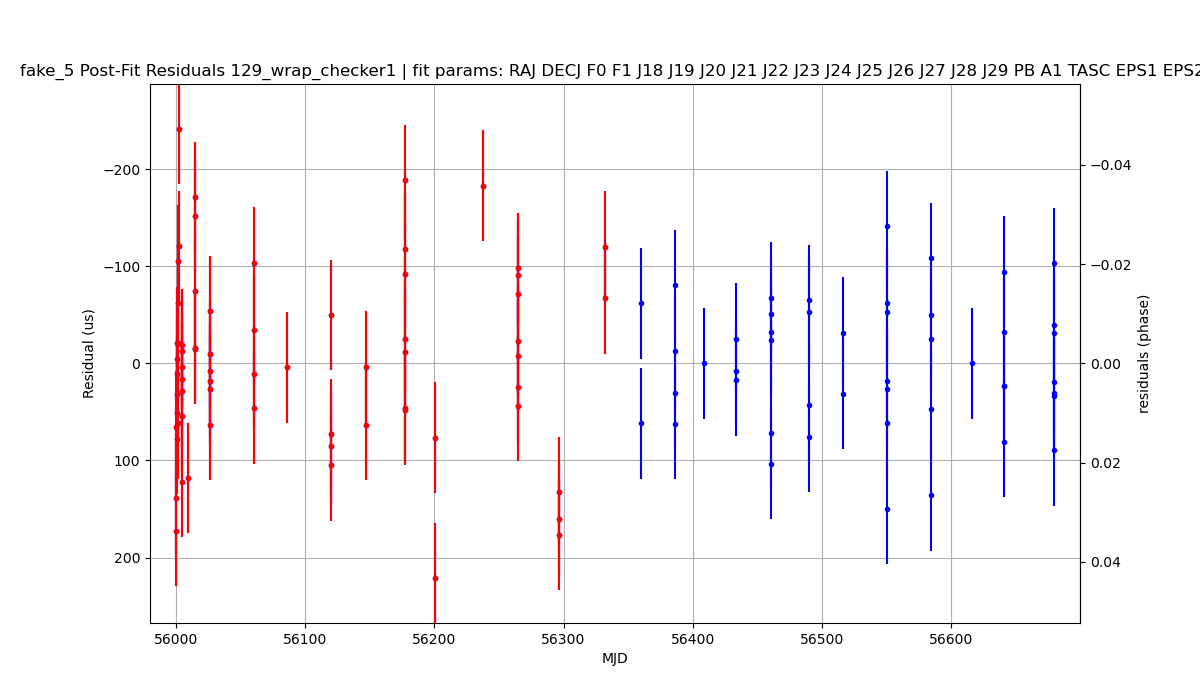 fake_5 Post-Fit Residuals 129_wrap_checker1 | fit params: RAJ DECJ F0 F1 J18 J19 J20 J21 J22 J23 J24 J25 J26 J27 J28 J29 PB A1 TASC EPS1 EPS2
−200
−100
0
100
200
Residual (us)
−0.04
−0.02
0.00
0.02
0.04
residuals (phase)
56000 56100 56200 56300 56400 56500 56600
MJD